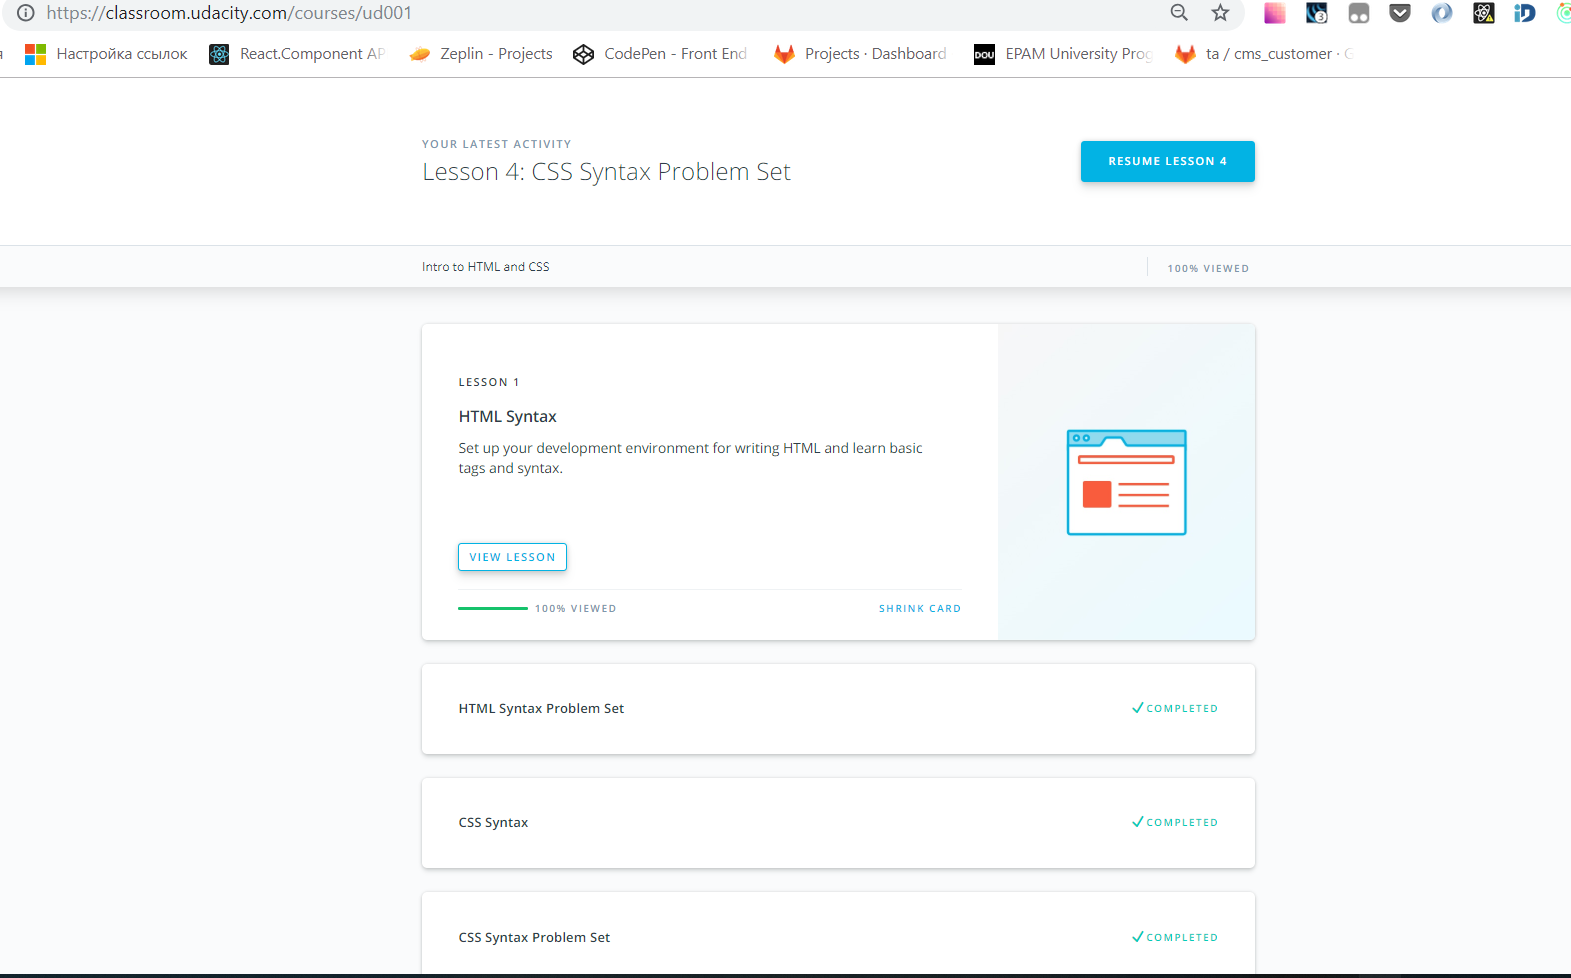 https://classroom.udacity.com/courses/ud001
я Настройка ссылок React.Component AP Zeplin - Projects CodePen - Front End Projects · Dashboard DOU EPAM University Prog ta / cms_customer · G
YOUR LATEST ACTIVITY
Lesson 4: CSS Syntax Problem Set
RESUME LESSON 4
Intro to HTML and CSS
100% VIEWED
LESSON 1
HTML Syntax
Set up your development environment for writing HTML and learn basic
tags and syntax.
VIEW LESSON
100% VIEWED
SHRINK CARD
HTML Syntax Problem Set
COMPLETED
CSS Syntax
COMPLETED
CSS Syntax Problem Set
COMPLETED